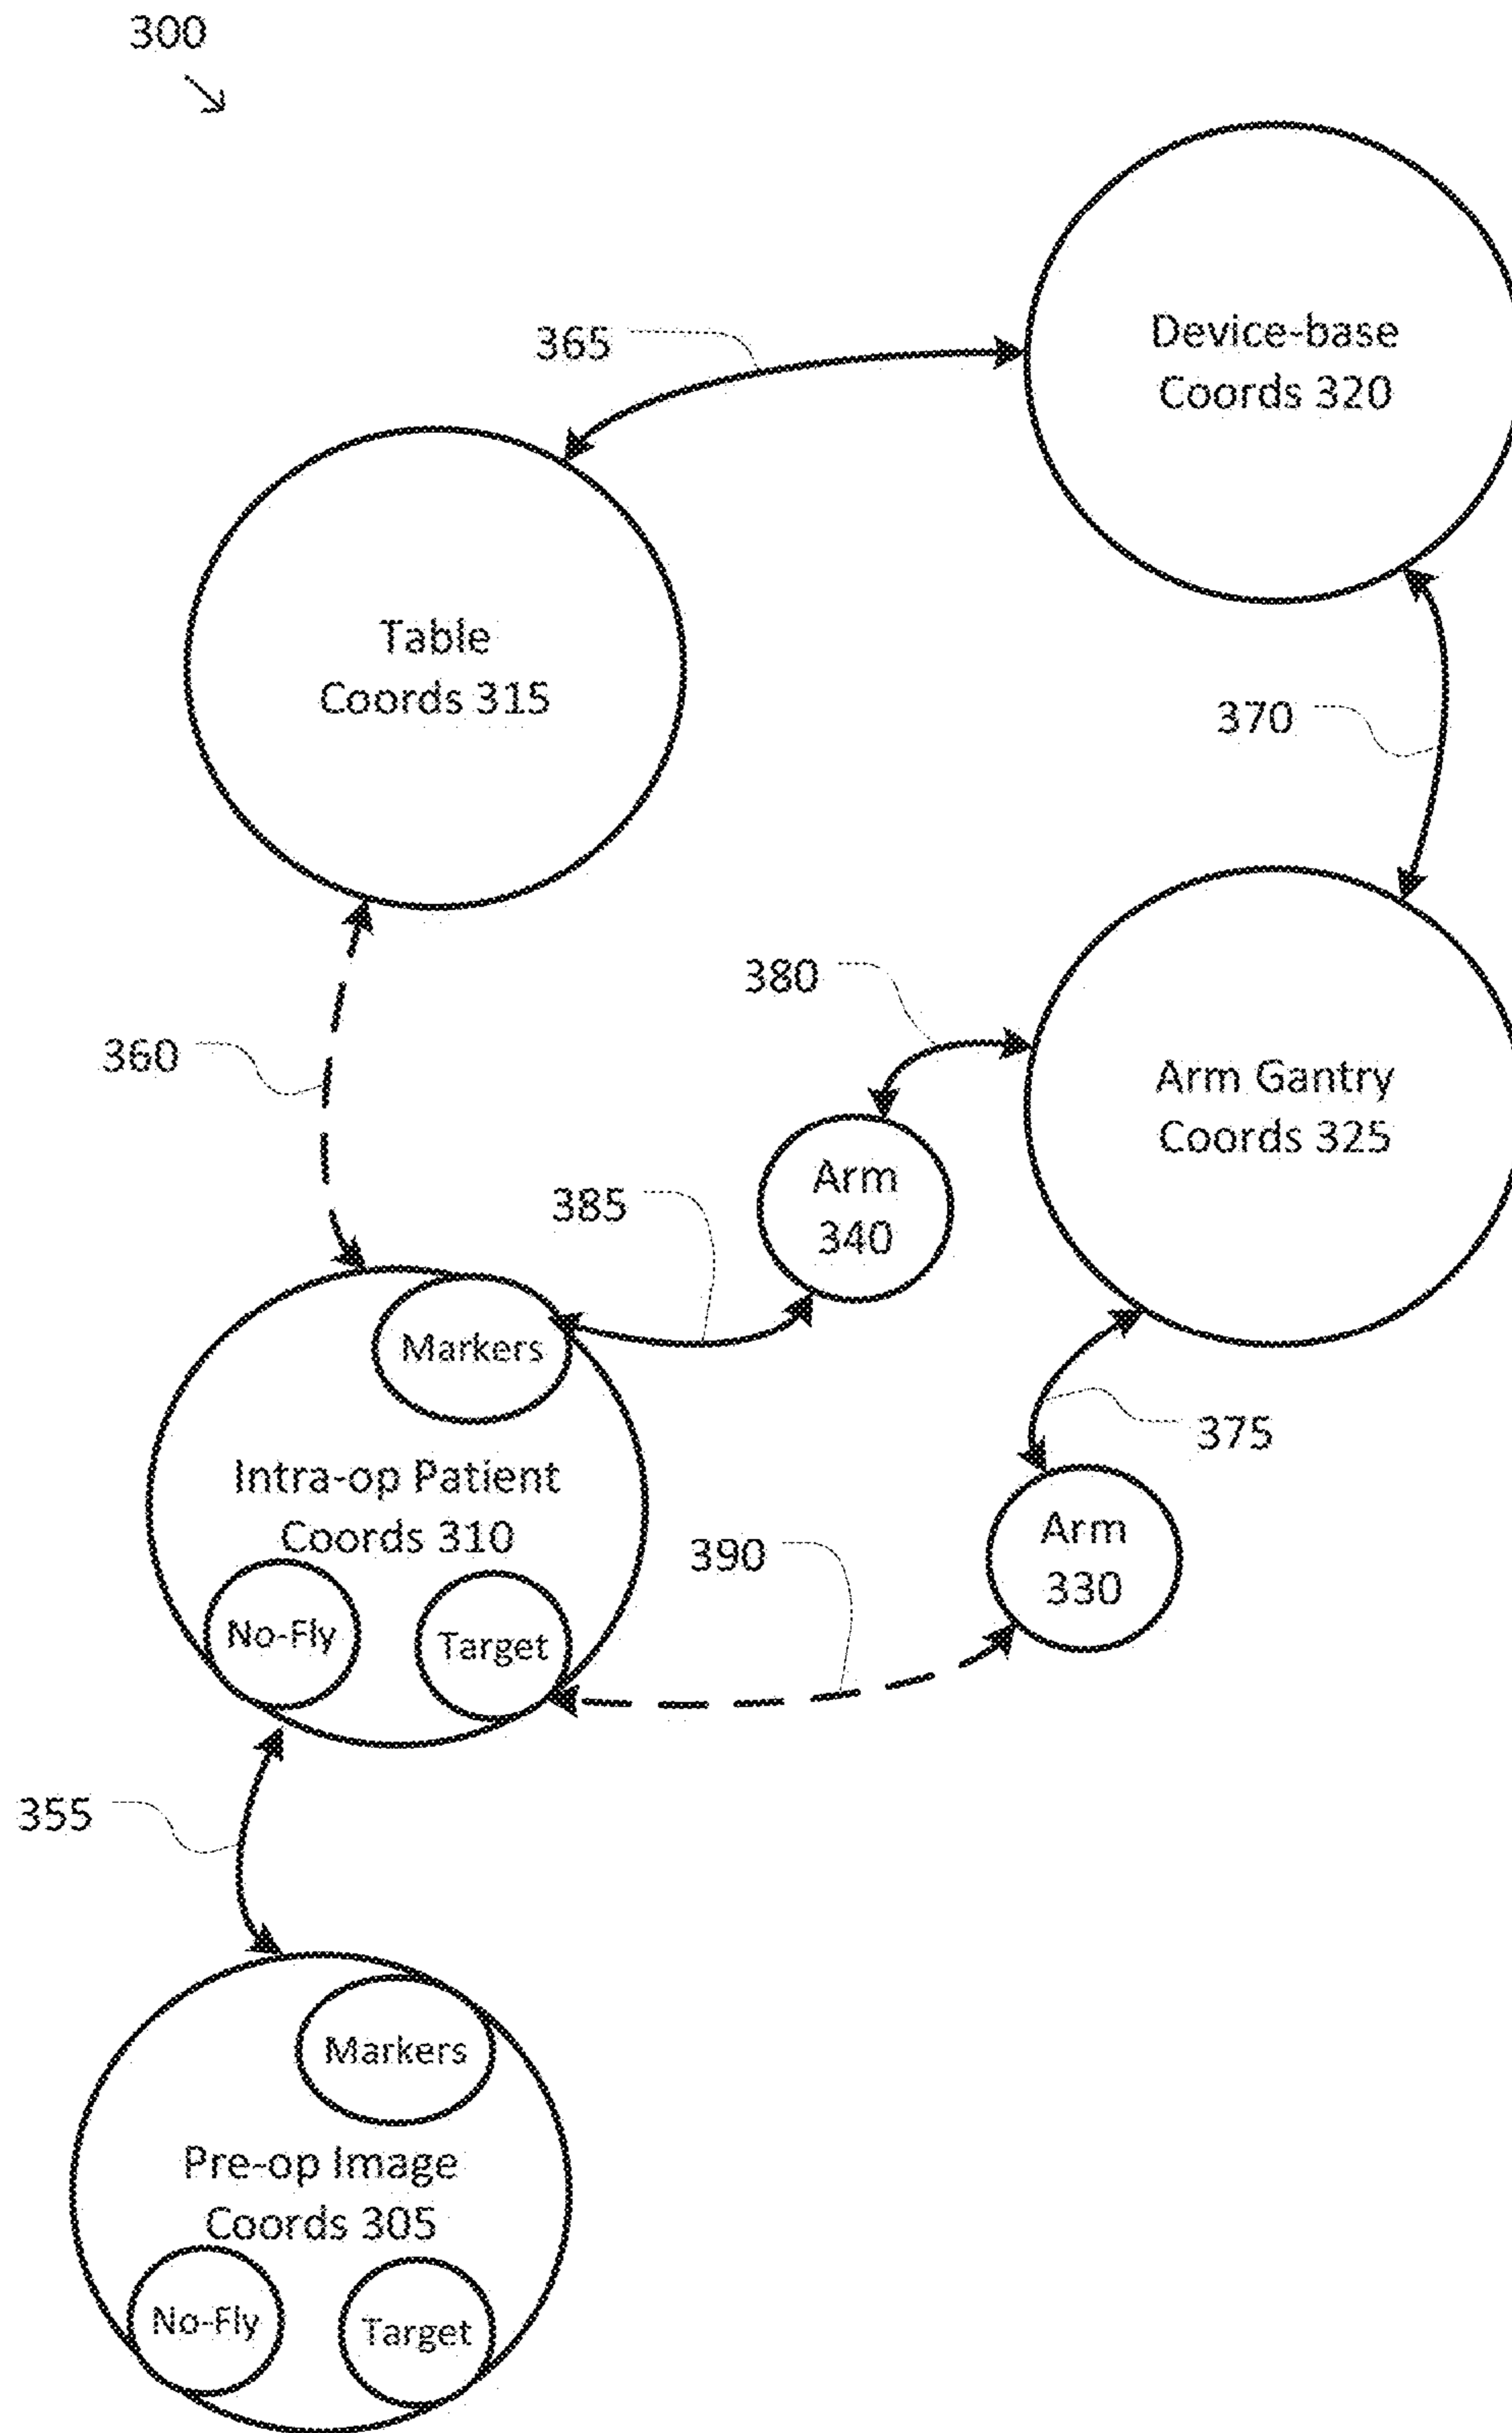 300
Device-base
Coords 320
365
Table
Coords 315
370
380
360
Arm Gantry
Coords 325
Arm
340
385
Markers
375
Intra-op Patient
Coords 310
Arm
330
390
No-Fly
Target
355
Markers
Pre-op Image
Coords 305
No-Fly
Target